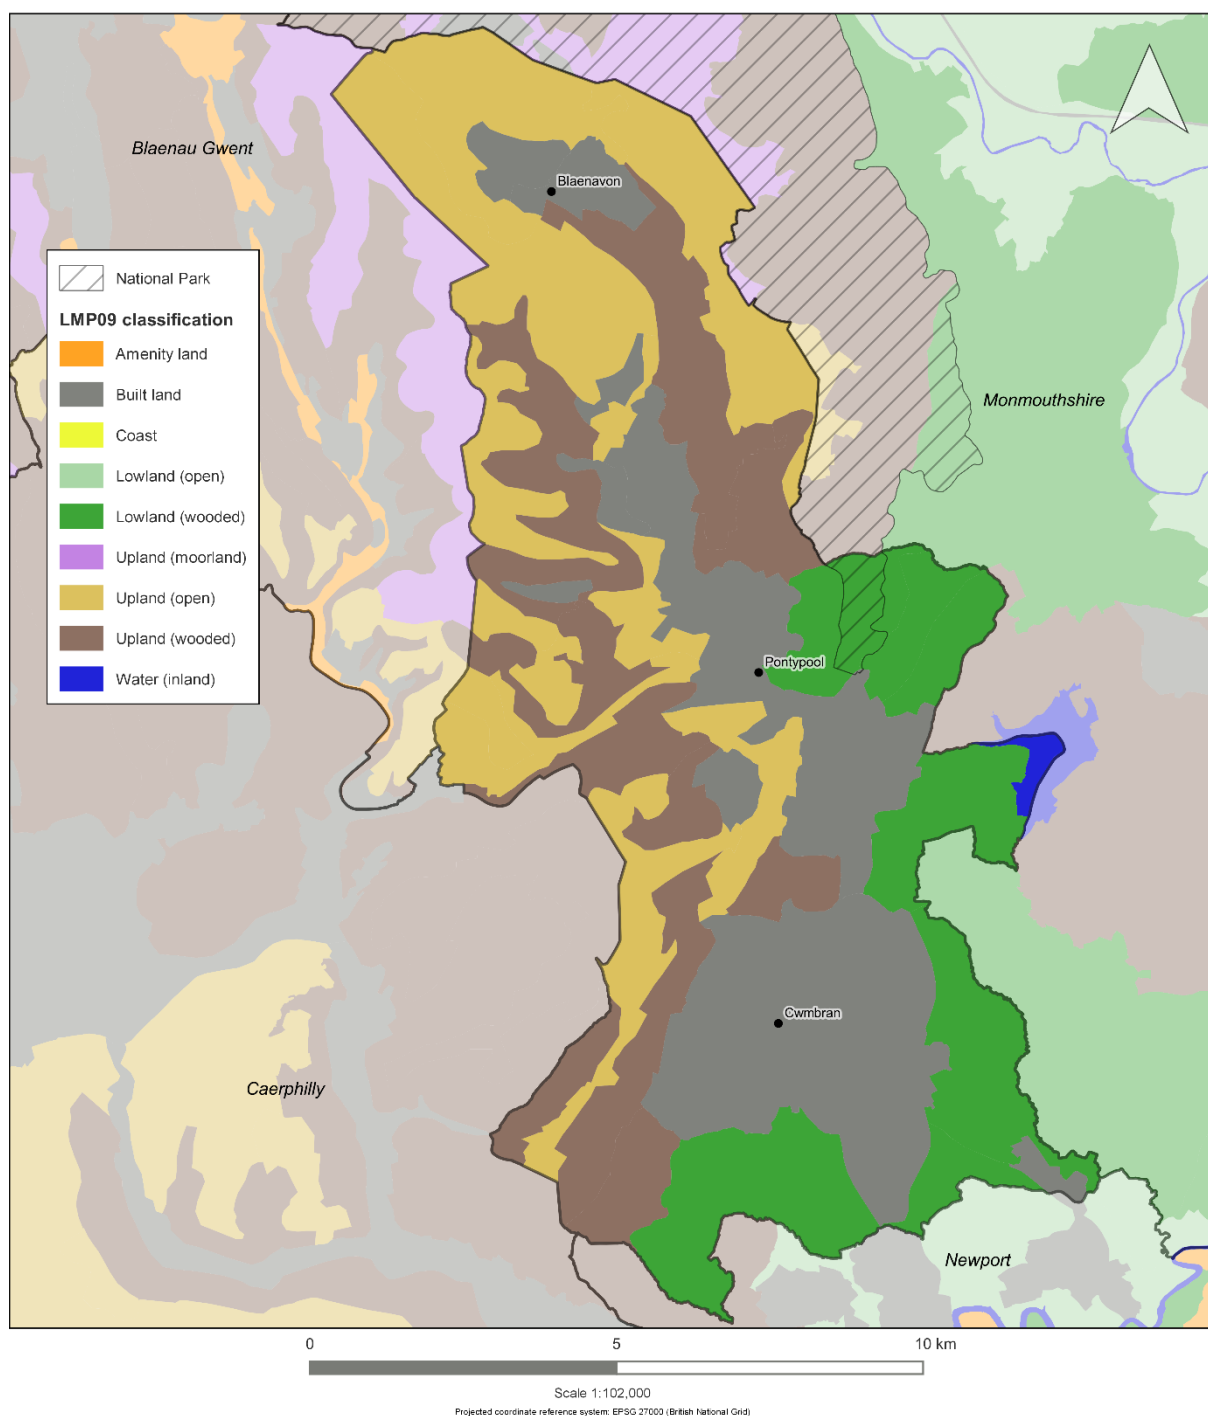 Blaenau Gwent
Blaenavon
National Park
LMP09 classification
Amenity land
Built land
Coast
Lowland (open)
Lowland (wooded)
Upland (moorland)
Upland (open)
Upland (wooded)
Water (inland)
Monmouthshire
Pontypool
Cwmbran
Caerphilly
Newport
0 5 10 km
Scale 1:102,000
Projected coordinate reference system: EPSG 27000 (British National Grid)